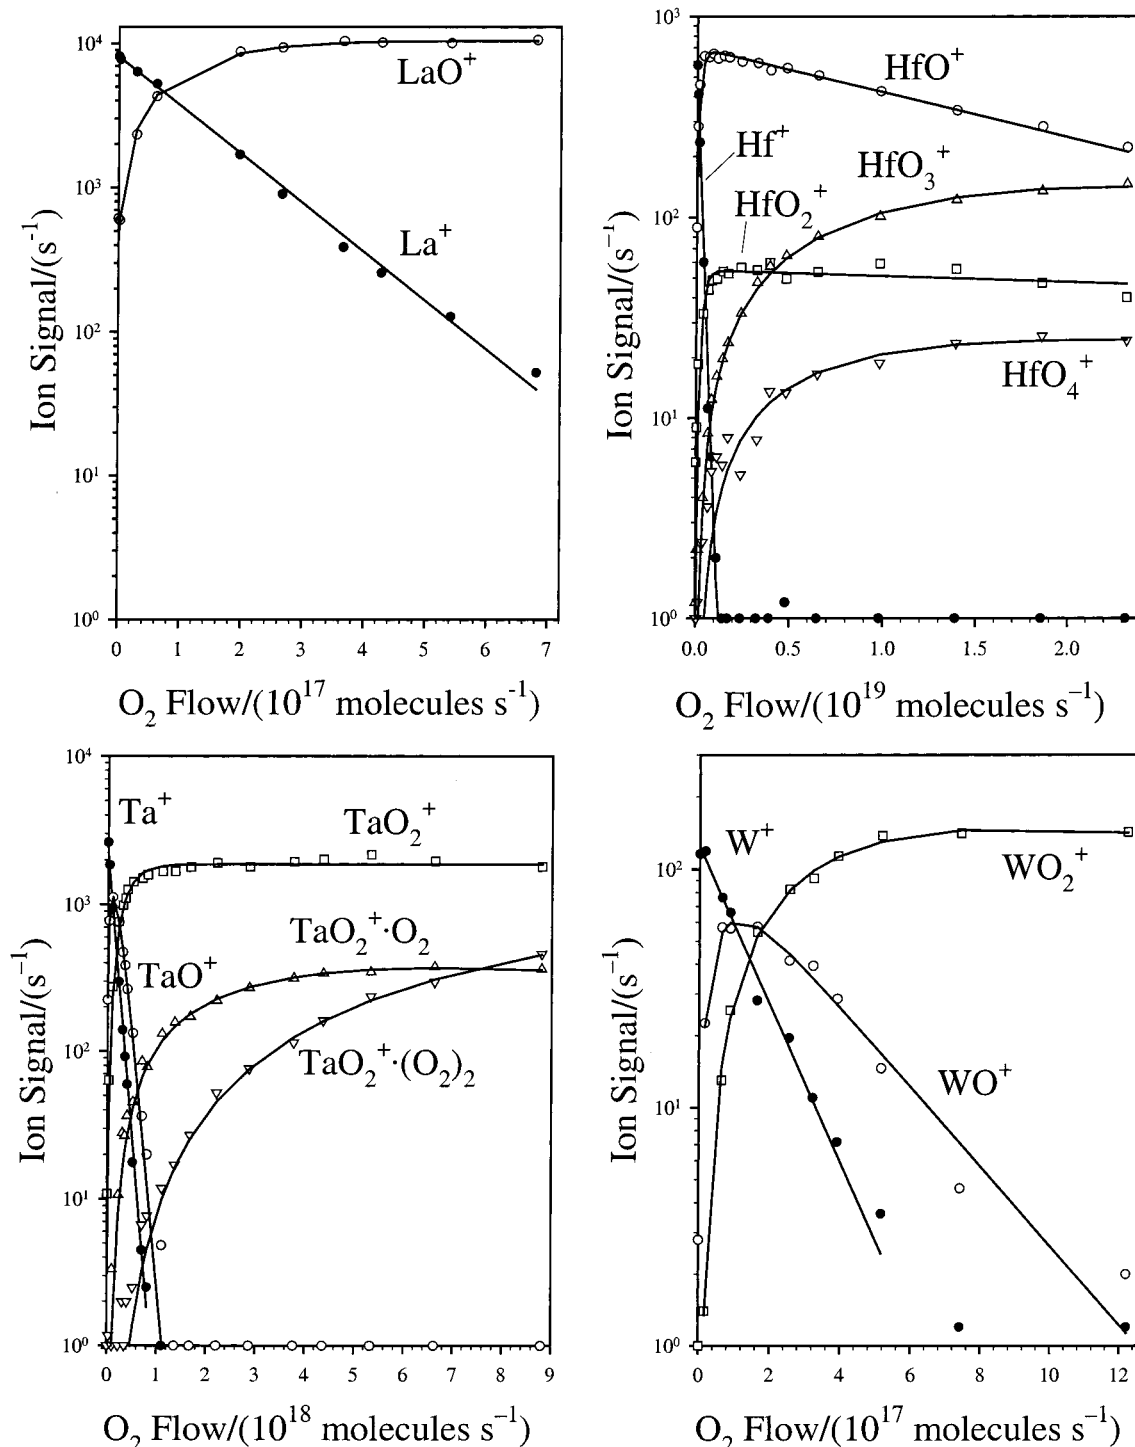 10⁴
10³
10²
10¹
10⁰
Ion Signal/(s⁻¹)
LaO⁺
La⁺
0 1 2 3 4 5 6 7
O₂ Flow/(10¹⁷ molecules s⁻¹)
10³
10²
10¹
10⁰
Ion Signal/(s⁻¹)
HfO⁺
Hf⁺
HfO₃⁺
HfO₂⁺
HfO₄⁺
0.0 0.5 1.0 1.5 2.0
O₂ Flow/(10¹⁹ molecules s⁻¹)
10⁴
10³
10²
10¹
10⁰
Ion Signal/(s⁻¹)
Ta⁺
TaO₂⁺
TaO₂⁺·O₂
TaO⁺
TaO₂⁺·(O₂)₂
0 1 2 3 4 5 6 7 8 9
O₂ Flow/(10¹⁸ molecules s⁻¹)
10²
10¹
10⁰
Ion Signal/(s⁻¹)
W⁺
WO₂⁺
WO⁺
0 2 4 6 8 10 12
O₂ Flow/(10¹⁷ molecules s⁻¹)